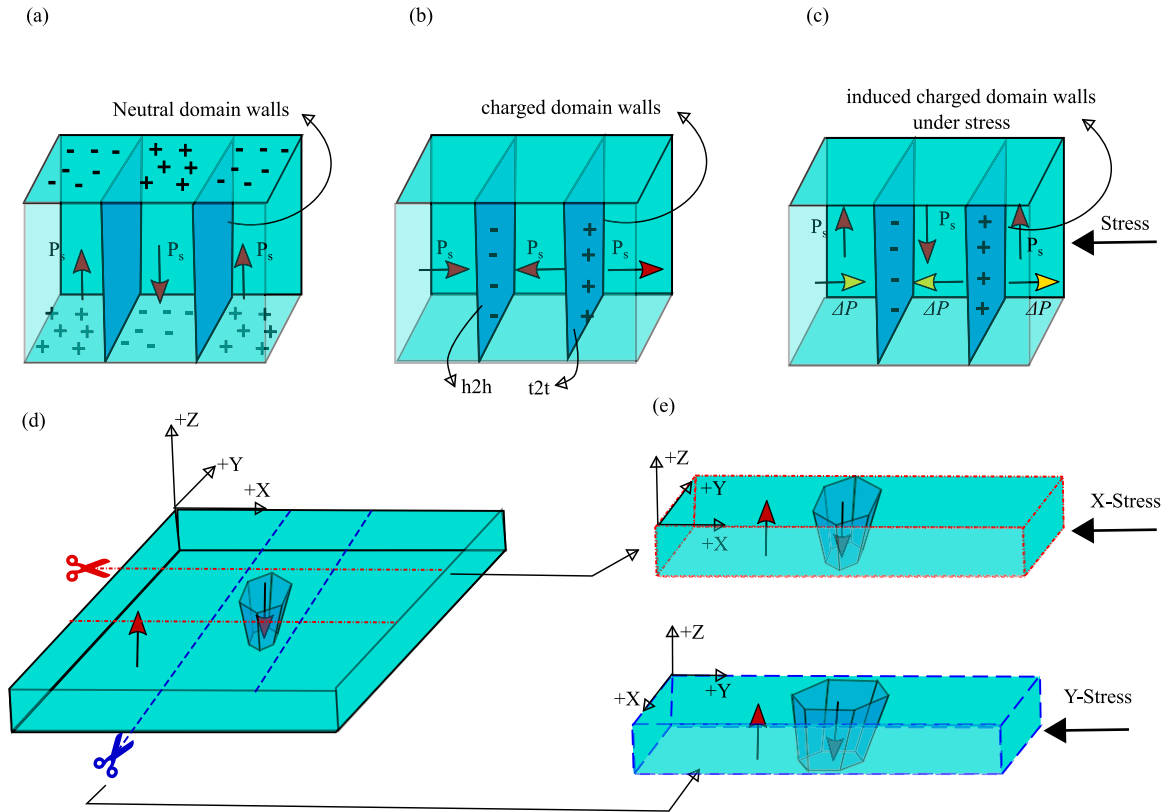 (a)
(b)
(c)
Neutral domain walls
charged domain walls
induced charged domain walls
under stress
- - - + + + - - -
- - + + + - -
- - + + - -
Ps
Ps
Ps
+ + + - - - + + +
+ + + - - - + + +
+ + - - + +
-
-
-
-
+
+
+
+
Ps
Ps
Ps
h2h
t2t
-
-
-
-
+
+
+
+
Ps
Ps
Ps
Stress
ΔP
ΔP
ΔP
(d)
+Z
+Y
+X
(e)
+Z
+Y
+X
X-Stress
+Z
+Y
+X
Y-Stress